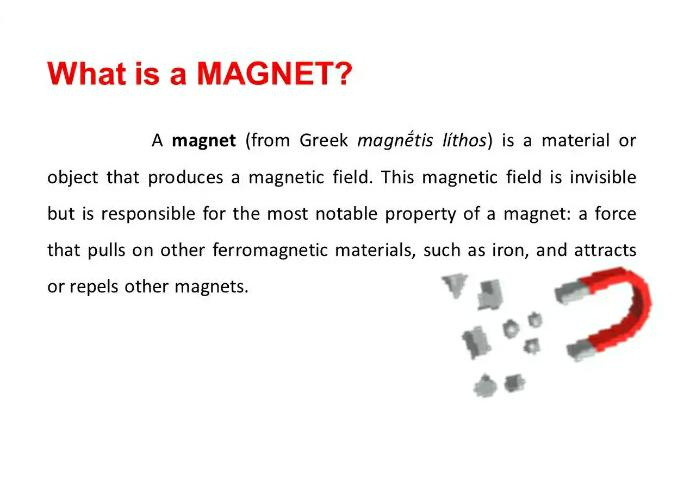 What is a MAGNET?
A magnet (from Greek magnḗtis líthos) is a material or
object that produces a magnetic field. This magnetic field is invisible
but is responsible for the most notable property of a magnet: a force
that pulls on other ferromagnetic materials, such as iron, and attracts
or repels other magnets.